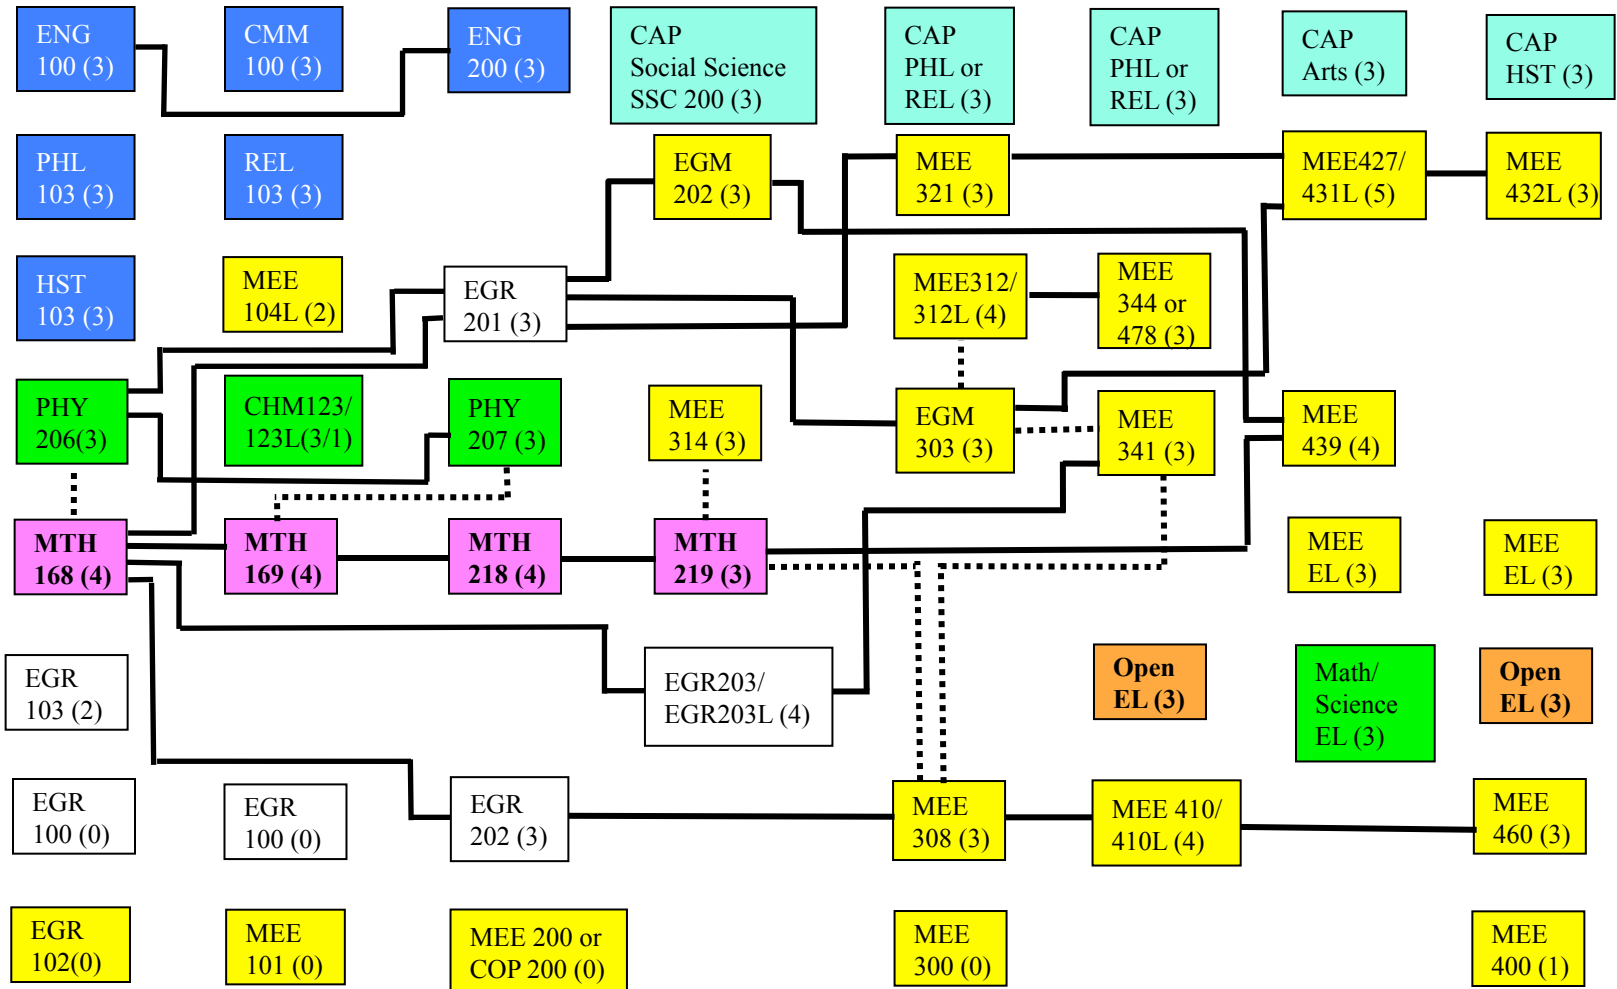 ENG
100 (3)
CMM
100 (3)
ENG
200 (3)
CAP
Social Science
SSC 200 (3)
CAP
PHL or
REL (3)
CAP
PHL or
REL (3)
CAP
Arts (3)
CAP
HST (3)
PHL
103 (3)
REL
103 (3)
EGM
202 (3)
MEE
321 (3)
MEE427/
431L (5)
MEE
432L (3)
HST
103 (3)
MEE
104L (2)
EGR
201 (3)
MEE312/
312L (4)
MEE
344 or
478 (3)
PHY
206(3)
CHM123/
123L(3/1)
PHY
207 (3)
MEE
314 (3)
EGM
303 (3)
MEE
341 (3)
MEE
439 (4)
MTH
168 (4)
MTH
169 (4)
MTH
218 (4)
MTH
219 (3)
MEE
EL (3)
MEE
EL (3)
EGR
103 (2)
EGR203/
EGR203L (4)
Open
EL (3)
Math/
Science
EL (3)
Open
EL (3)
EGR
100 (0)
EGR
100 (0)
EGR
202 (3)
MEE
308 (3)
MEE 410/
410L (4)
MEE
460 (3)
EGR
102(0)
MEE
101 (0)
MEE 200 or
COP 200 (0)
MEE
300 (0)
MEE
400 (1)